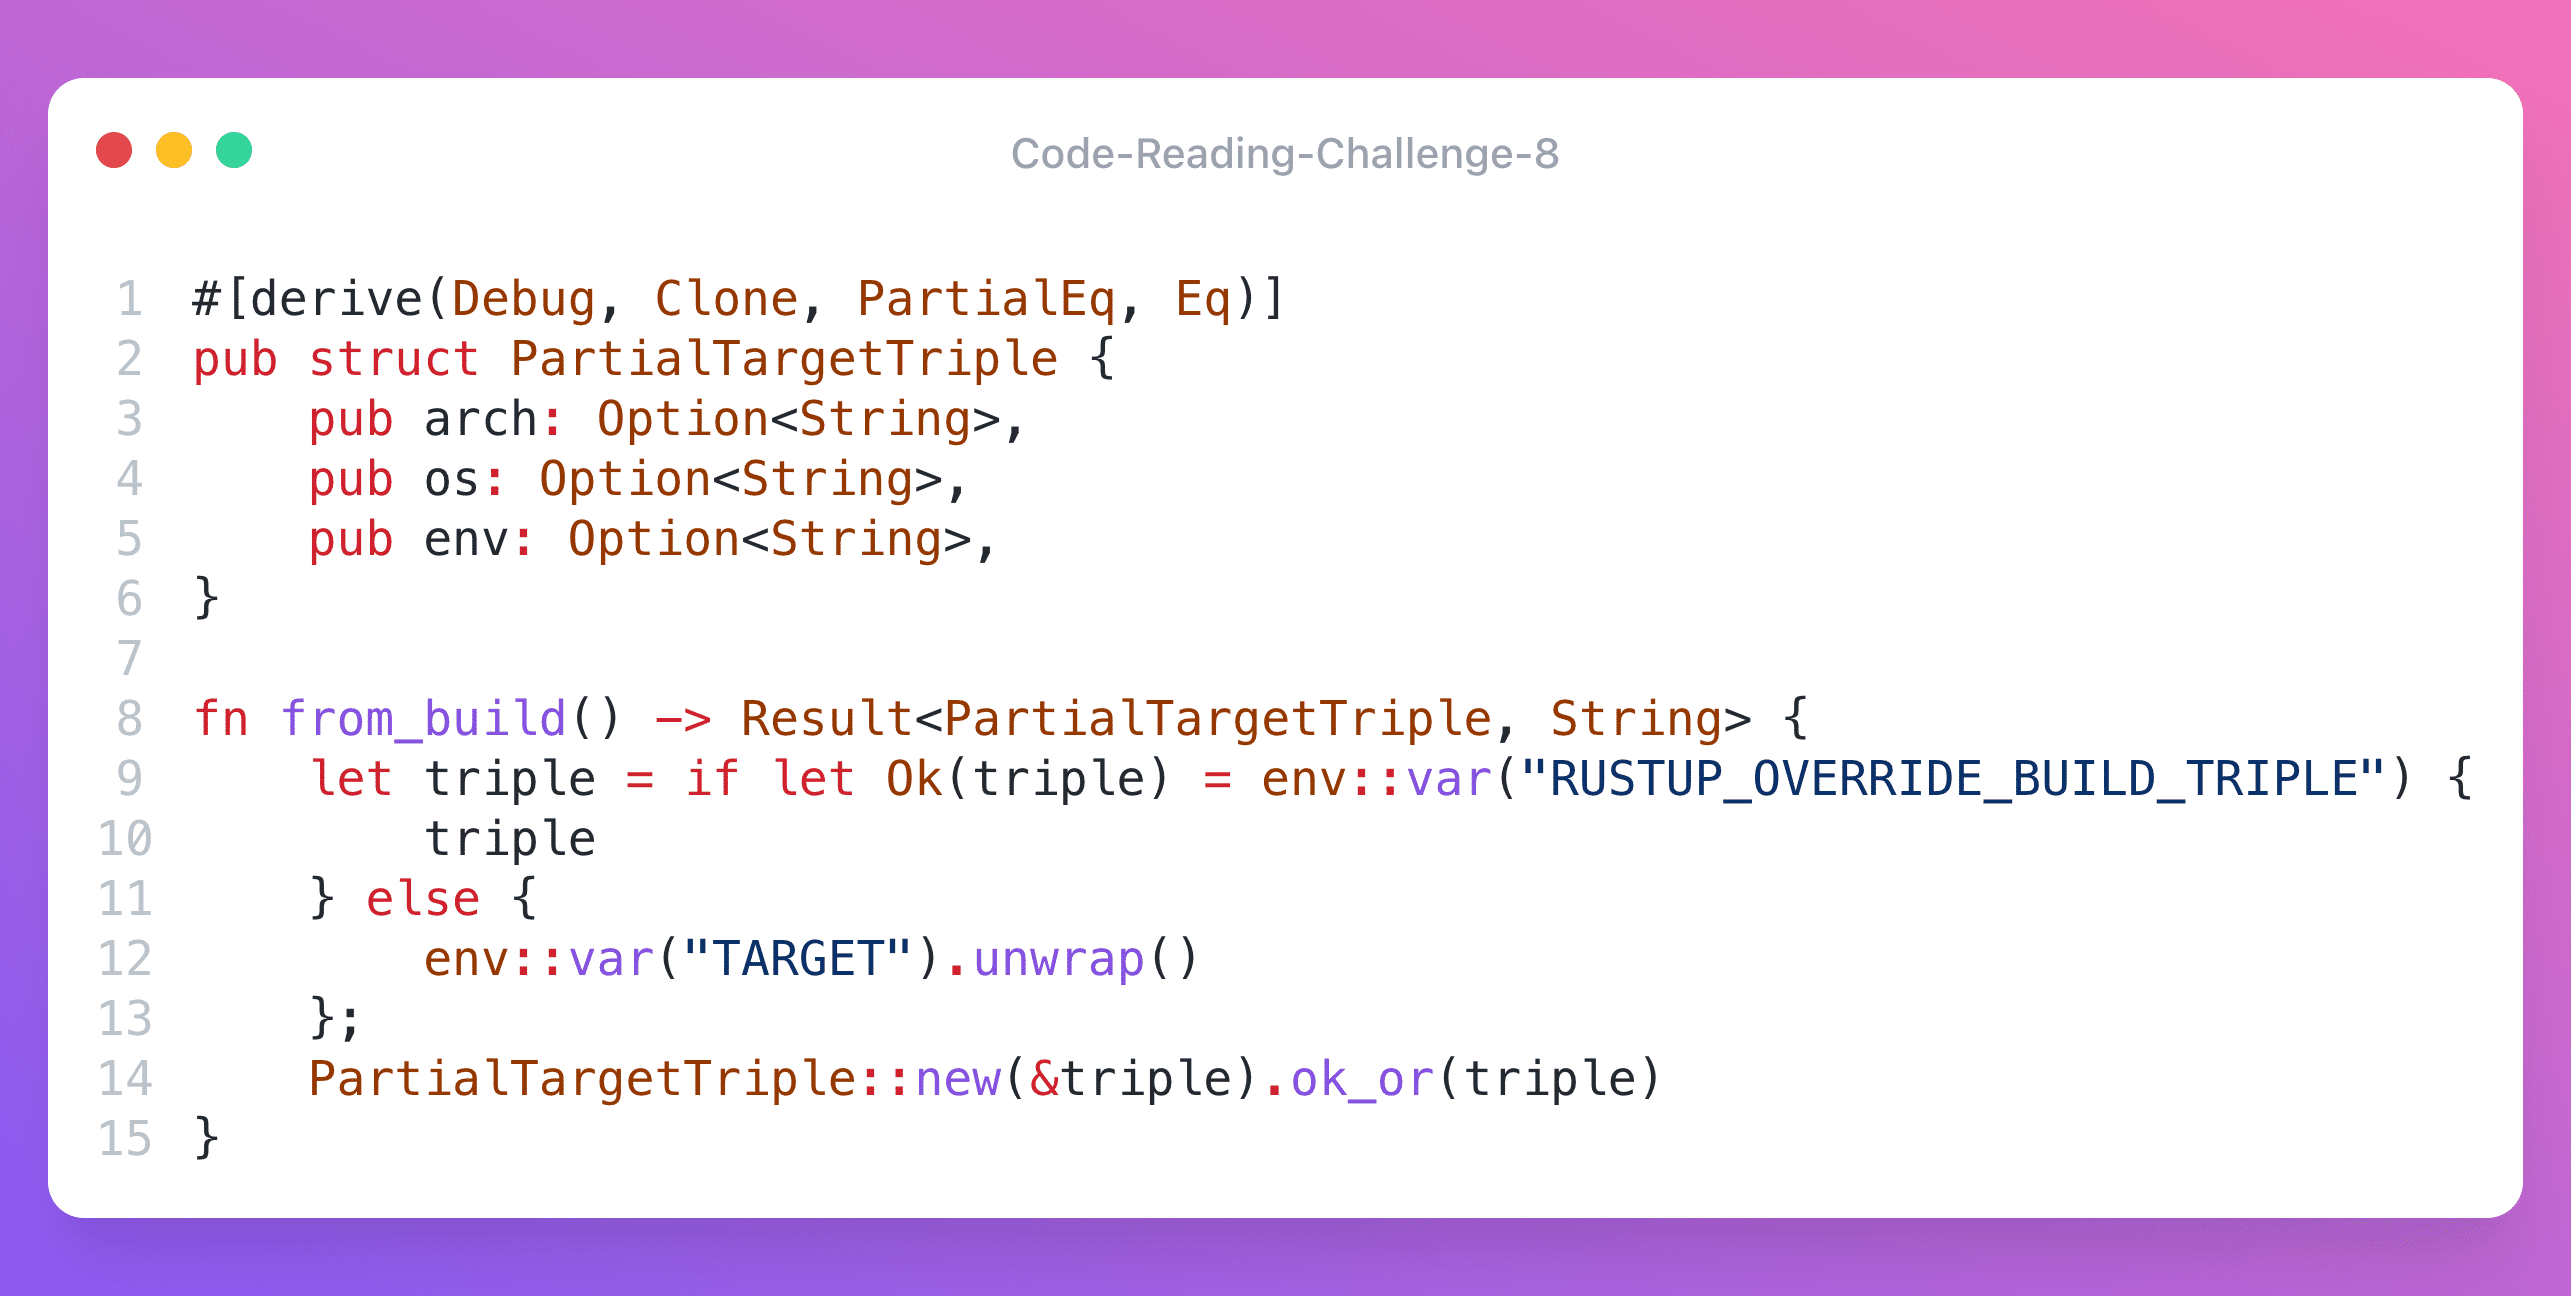 Code-Reading-Challenge-8
1 #[derive(Debug, Clone, PartialEq, Eq)]
2 pub struct PartialTargetTriple {
3     pub arch: Option<String>,
4     pub os: Option<String>,
5     pub env: Option<String>,
6 }
7
8 fn from_build() -> Result<PartialTargetTriple, String> {
9     let triple = if let Ok(triple) = env::var("RUSTUP_OVERRIDE_BUILD_TRIPLE") {
10         triple
11     } else {
12         env::var("TARGET").unwrap()
13     };
14     PartialTargetTriple::new(&triple).ok_or(triple)
15 }